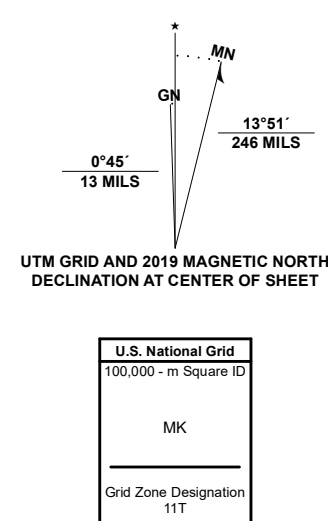 MN
GN
13°51´
246 MILS
0°45´
13 MILS
UTM GRID AND 2019 MAGNETIC NORTH
DECLINATION AT CENTER OF SHEET
U.S. National Grid
100,000 - m Square ID
MK
Grid Zone Designation
11T